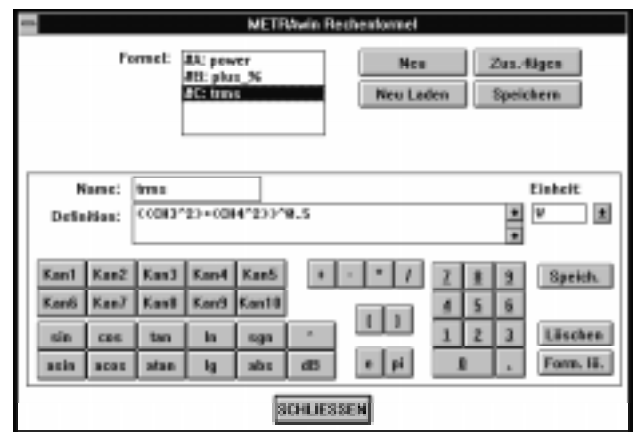 METRAwin Rechenformel
Formel: #A: power
#B: plus_%
#C: trms
Neu
Zus.-fügen
Neu Laden
Speichern
Name: trms
Einheit
Definition: ((CH3^2)+(CH4^2))^0.5
V
Kan1 Kan2 Kan3 Kan4 Kan5 + - * / 7 8 9 Speich.
Kan6 Kan7 Kan8 Kan9 Kan10 4 5 6
( )
sin cos tan ln sgn ^ 1 2 3 Löschen
asin acos atan lg abs dB e pi 0 . Form. lö.
SCHLIESSEN